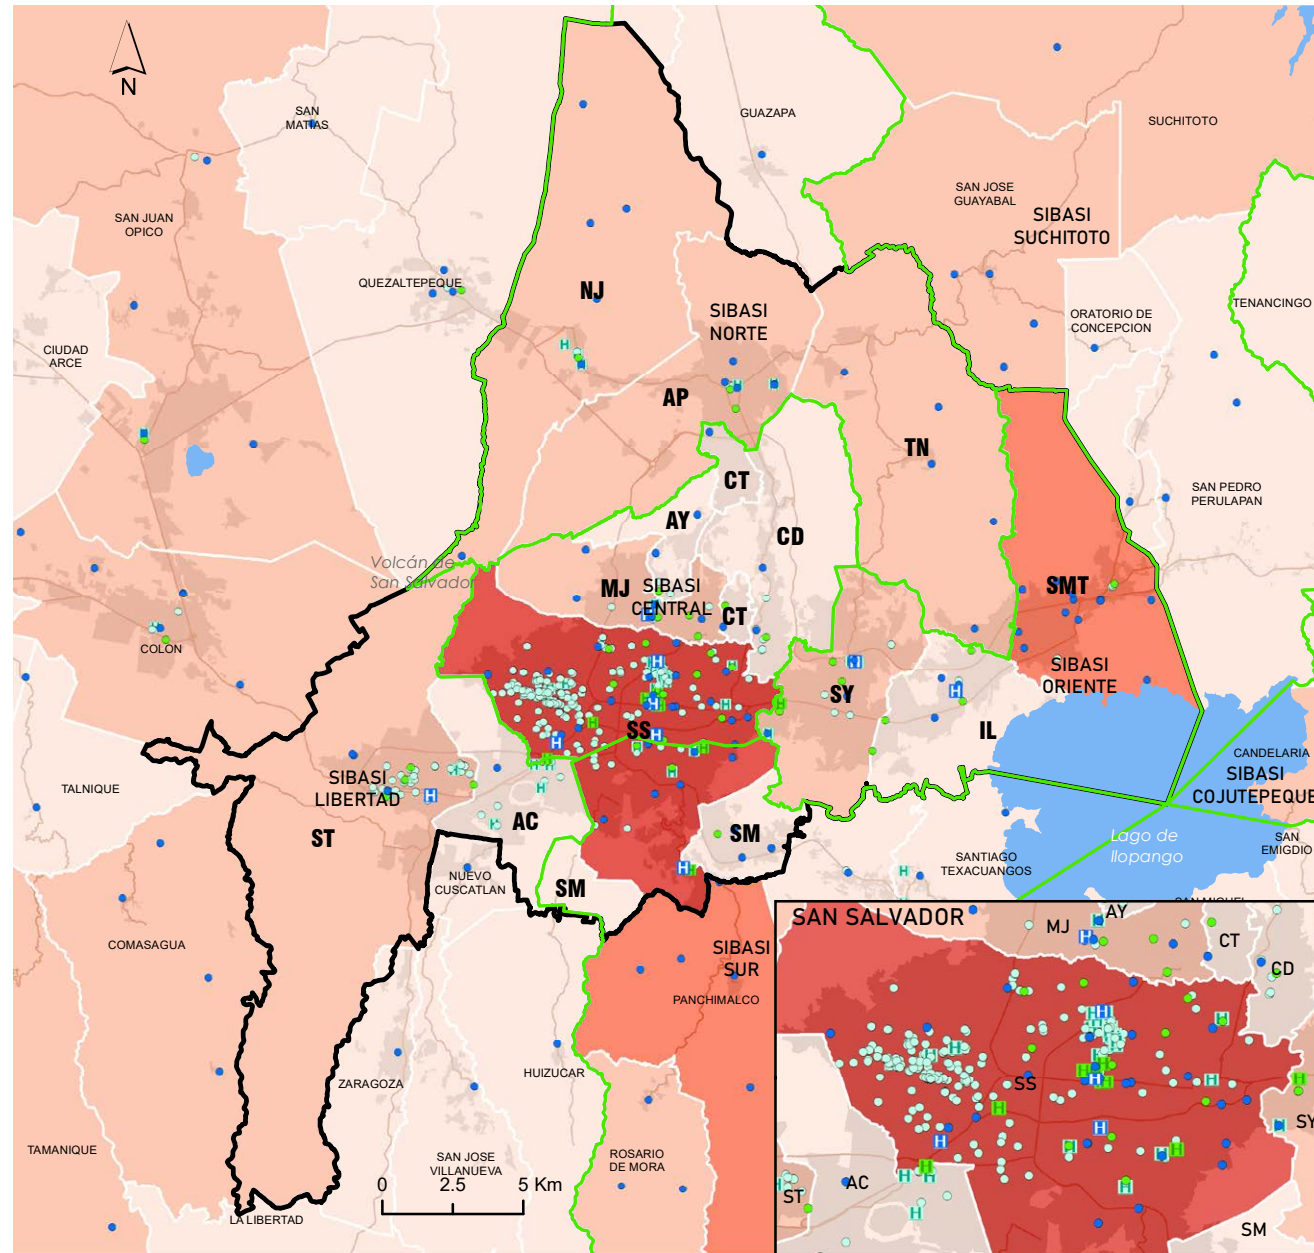 N
SAN
MATIAS
GUAZAPA
SUCHITOTO
SAN JOSE
GUAYABAL
SIBASI
SUCHITOTO
SAN JUAN
OPICO
QUEZALTEPEQUE
NJ
SIBASI
NORTE
ORATORIO DE
CONCEPCION
TENANCINGO
CIUDAD
ARCE
H
AP
H
H
TN
CT
SAN PEDRO
PERULAPAN
AY
CD
Volcán de
San Salvador
MJ
SIBASI
CENTRAL
CT
SMT
COLON
SIBASI
ORIENTE
SY
IL
SS
CANDELARIA
SIBASI
COJUTEPEQUE
SIBASI
LIBERTAD
TALNIQUE
ST
AC
SM
Lago de
Ilopango
SAN
EMIGDIO
SANTIAGO
TEXACUANGOS
NUEVO
CUSCATLAN
SM
SAN MIGUEL
COMASAGUA
SIBASI
SUR
PANCHIMALCO
ZARAGOZA
HUIZUCAR
TAMANIQUE
SAN JOSE
VILLANUEVA
ROSARIO
DE MORA
0 2.5 5 Km
LA LIBERTAD
SAN SALVADOR
MJ
AY
CT
CD
SS
SY
AC
ST
SM